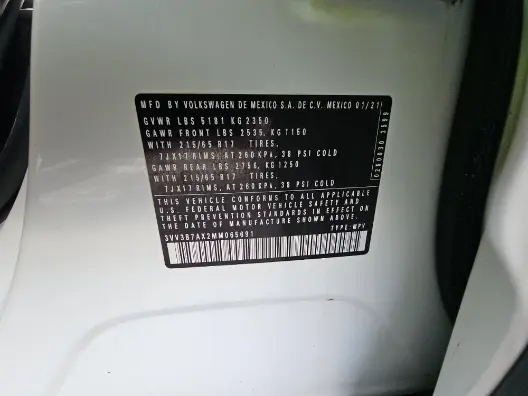 MFD BY VOLKSWAGEN DE MEXICO S.A. DE C.V. MEXICO 01/21
GVWR LBS 5181 KG 2350
GAWR FRONT LBS 2535, KG 1150
WITH 215/65 R17 TIRES,
7JX17 RIMS, AT 260 KPA, 38 PSI COLD
GAWR REAR LBS 2756, KG 1250
WITH 215/65 R17 TIRES,
7JX17 RIMS, AT 260 KPA, 38 PSI COLD
THIS VEHICLE CONFORMS TO ALL APPLICABLE
U.S. FEDERAL MOTOR VEHICLE SAFETY AND
THEFT PREVENTION STANDARDS IN EFFECT ON
THE DATE OF MANUFACTURE SHOWN ABOVE.
3VV3B7AX2MM065691 TYPE: MPV